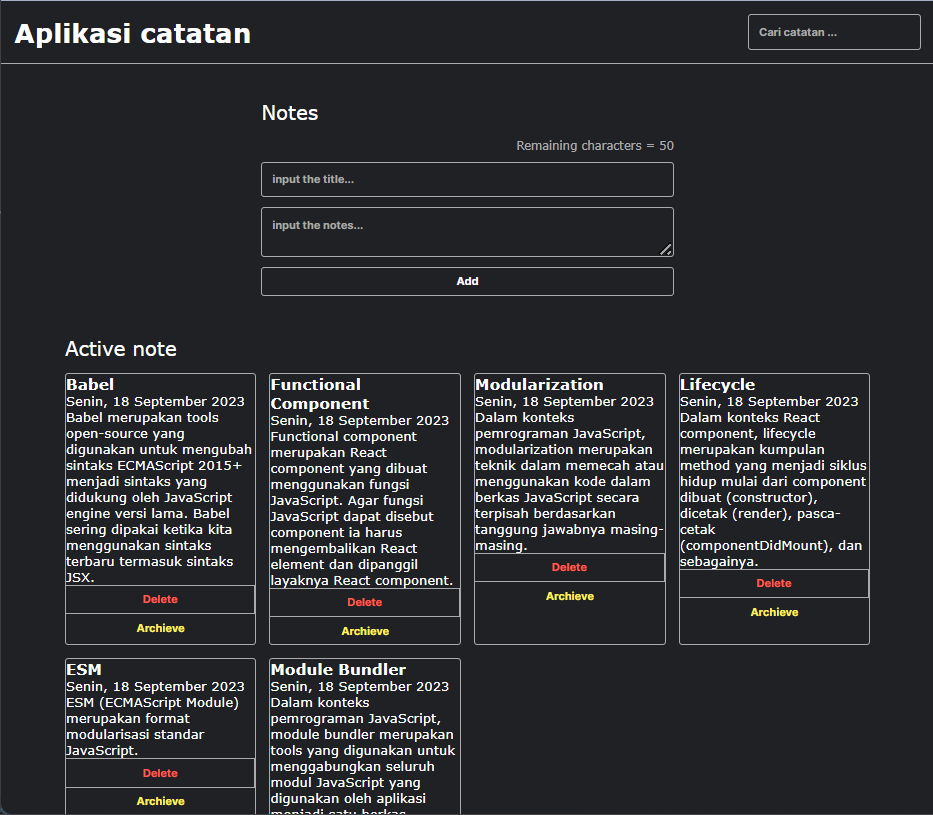 Aplikasi catatan
Cari catatan ...
Notes
Remaining characters = 50
input the title...
input the notes...
Add
Active note
Babel
Senin, 18 September 2023
Babel merupakan tools
open-source yang
digunakan untuk mengubah
sintaks ECMAScript 2015+
menjadi sintaks yang
didukung oleh JavaScript
engine versi lama. Babel
sering dipakai ketika kita
menggunakan sintaks
terbaru termasuk sintaks
JSX.
Delete
Archieve
Functional
Component
Senin, 18 September 2023
Functional component
merupakan React
component yang dibuat
menggunakan fungsi
JavaScript. Agar fungsi
JavaScript dapat disebut
component ia harus
mengembalikan React
element dan dipanggil
layaknya React component.
Delete
Archieve
Modularization
Senin, 18 September 2023
Dalam konteks
pemrograman JavaScript,
modularization merupakan
teknik dalam memecah atau
menggunakan kode dalam
berkas JavaScript secara
terpisah berdasarkan
tanggung jawabnya masing-
masing.
Delete
Archieve
Lifecycle
Senin, 18 September 2023
Dalam konteks React
component, lifecycle
merupakan kumpulan
method yang menjadi siklus
hidup mulai dari component
dibuat (constructor),
dicetak (render), pasca-
cetak
(componentDidMount), dan
sebagainya.
Delete
Archieve
ESM
Senin, 18 September 2023
ESM (ECMAScript Module)
merupakan format
modularisasi standar
JavaScript.
Delete
Archieve
Module Bundler
Senin, 18 September 2023
Dalam konteks
pemrograman JavaScript,
module bundler merupakan
tools yang digunakan untuk
menggabungkan seluruh
modul JavaScript yang
digunakan oleh aplikasi
menjadi satu berkas.